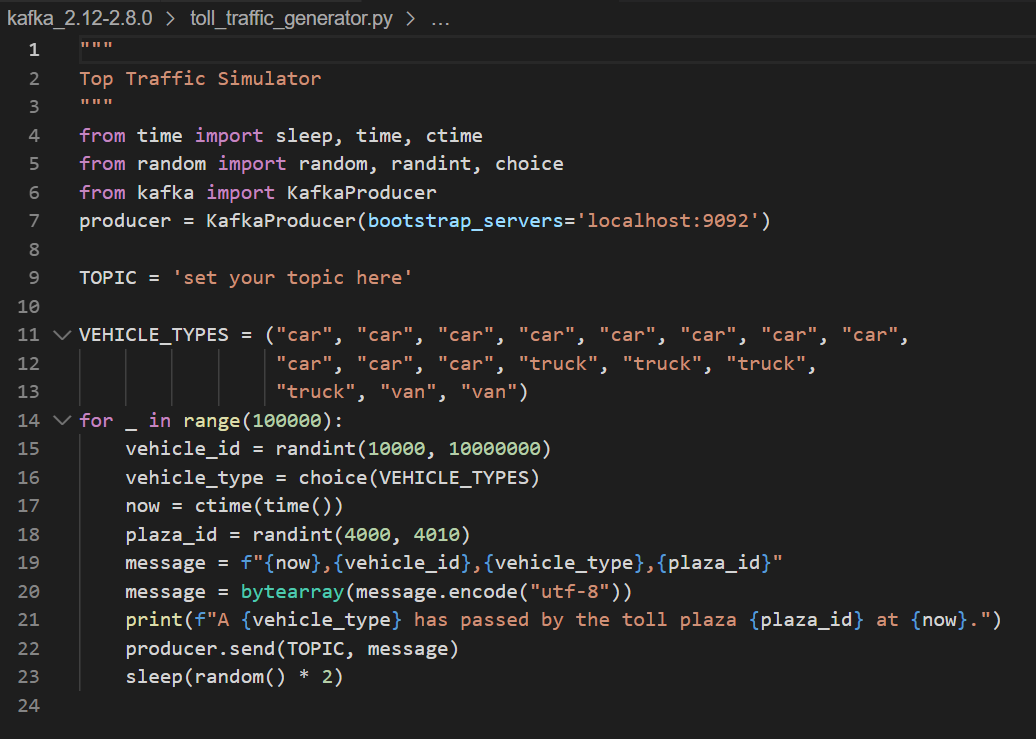 kafka_2.12-2.8.0 > toll_traffic_generator.py > ...
1 """
2 Top Traffic Simulator
3 """
4 from time import sleep, time, ctime
5 from random import random, randint, choice
6 from kafka import KafkaProducer
7 producer = KafkaProducer(bootstrap_servers='localhost:9092')
8
9 TOPIC = 'set your topic here'
10
11 VEHICLE_TYPES = ("car", "car", "car", "car", "car", "car", "car", "car",
12                  "car", "car", "car", "truck", "truck", "truck",
13                  "truck", "van", "van")
14 for _ in range(100000):
15     vehicle_id = randint(10000, 10000000)
16     vehicle_type = choice(VEHICLE_TYPES)
17     now = ctime(time())
18     plaza_id = randint(4000, 4010)
19     message = f"{now},{vehicle_id},{vehicle_type},{plaza_id}"
20     message = bytearray(message.encode("utf-8"))
21     print(f"A {vehicle_type} has passed by the toll plaza {plaza_id} at {now}.")
22     producer.send(TOPIC, message)
23     sleep(random() * 2)
24